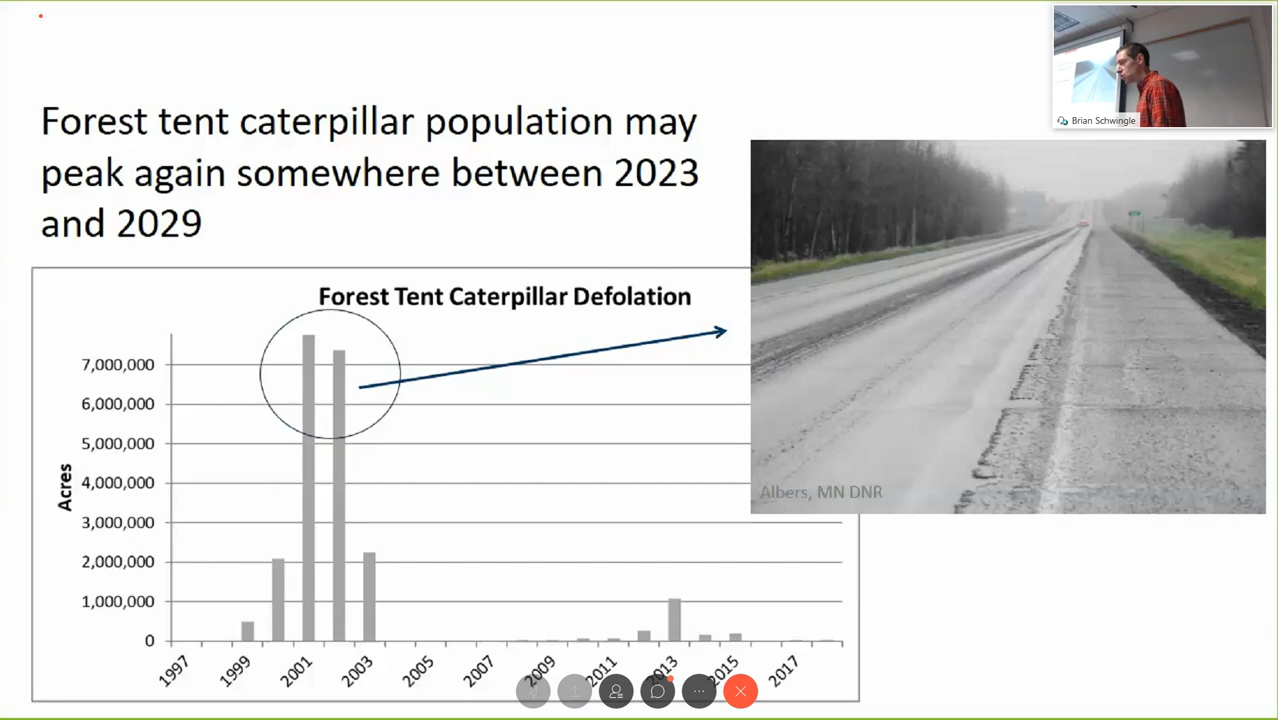 Forest tent caterpillar population may
peak again somewhere between 2023
and 2029
Brian Schwingle
Forest Tent Caterpillar Defolation
7,000,000
6,000,000
5,000,000
4,000,000
3,000,000
2,000,000
1,000,000
0
Acres
1997
1999
2001
2003
2005
2007
2009
2011
2013
2015
2017
Albers, MN DNR